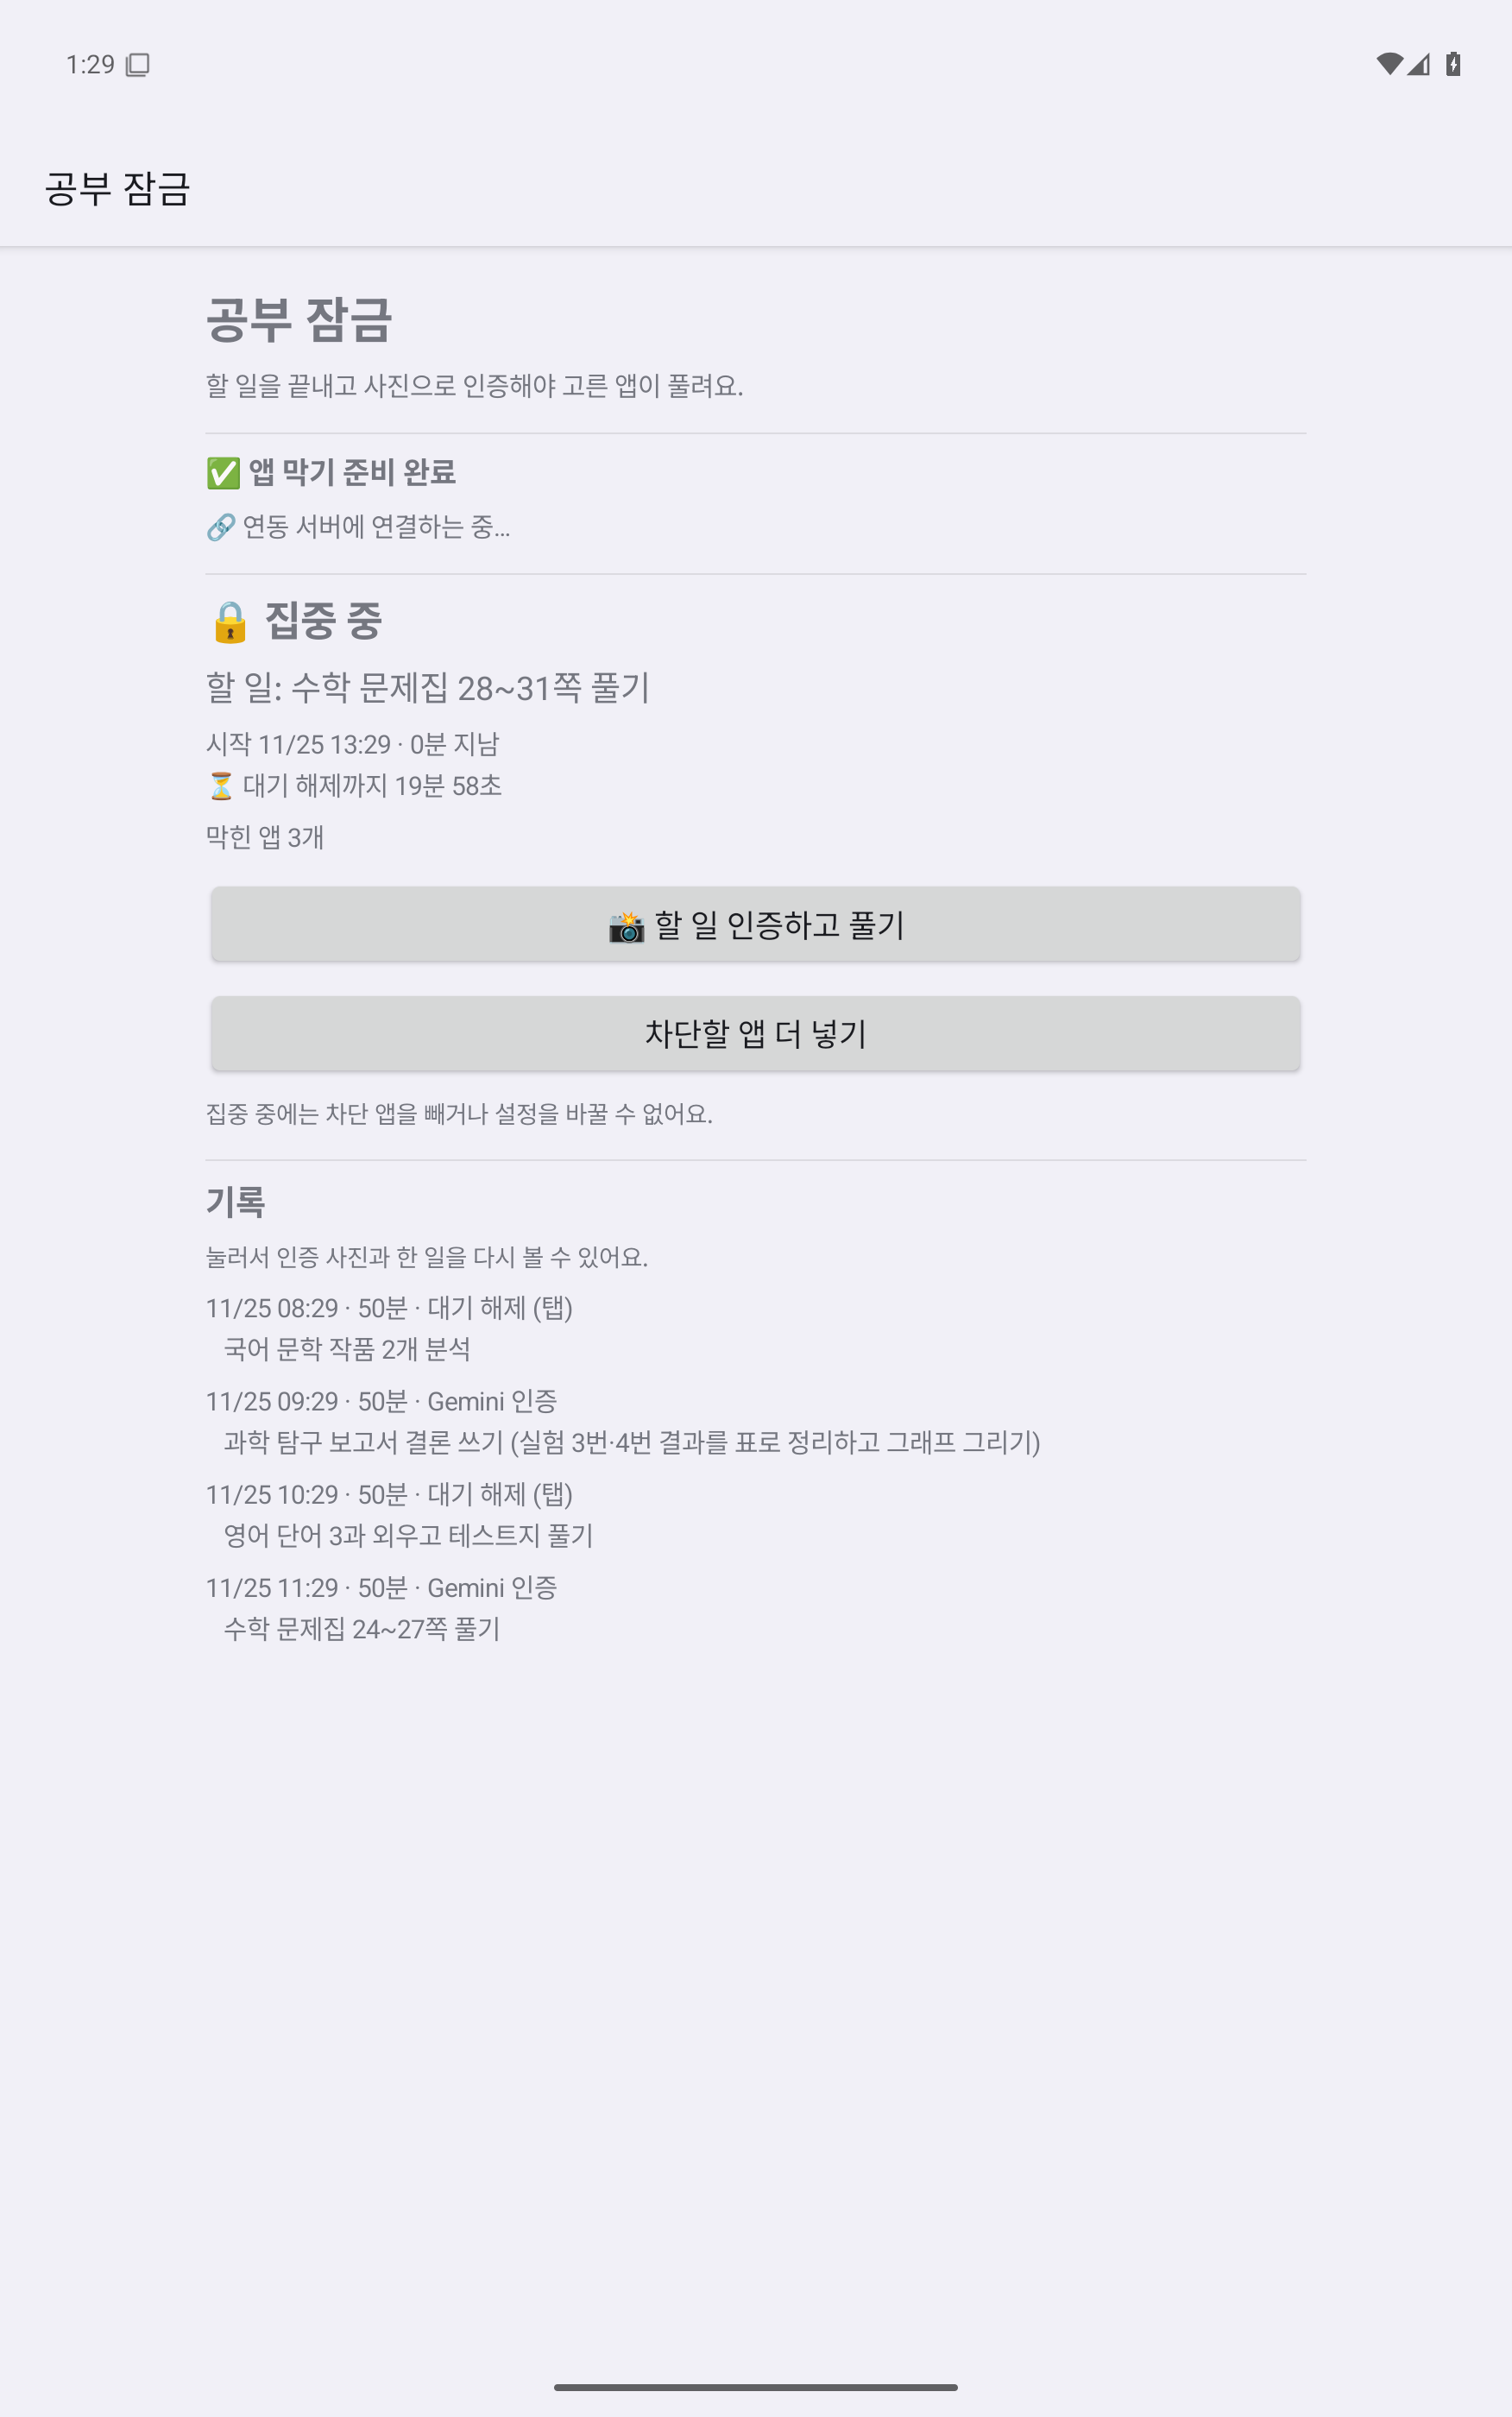 1:29
공부 잠금
공부 잠금
할 일을 끝내고 사진으로 인증해야 고른 앱이 풀려요.
✅ 앱 막기 준비 완료
🔗 연동 서버에 연결하는 중…
🔒 집중 중
할 일: 수학 문제집 28~31쪽 풀기
시작 11/25 13:29 · 0분 지남
⏳ 대기 해제까지 19분 58초
막힌 앱 3개
📸 할 일 인증하고 풀기
차단할 앱 더 넣기
집중 중에는 차단 앱을 빼거나 설정을 바꿀 수 없어요.
기록
눌러서 인증 사진과 한 일을 다시 볼 수 있어요.
11/25 08:29 · 50분 · 대기 해제 (탭)
국어 문학 작품 2개 분석
11/25 09:29 · 50분 · Gemini 인증
과학 탐구 보고서 결론 쓰기 (실험 3번·4번 결과를 표로 정리하고 그래프 그리기)
11/25 10:29 · 50분 · 대기 해제 (탭)
영어 단어 3과 외우고 테스트지 풀기
11/25 11:29 · 50분 · Gemini 인증
수학 문제집 24~27쪽 풀기